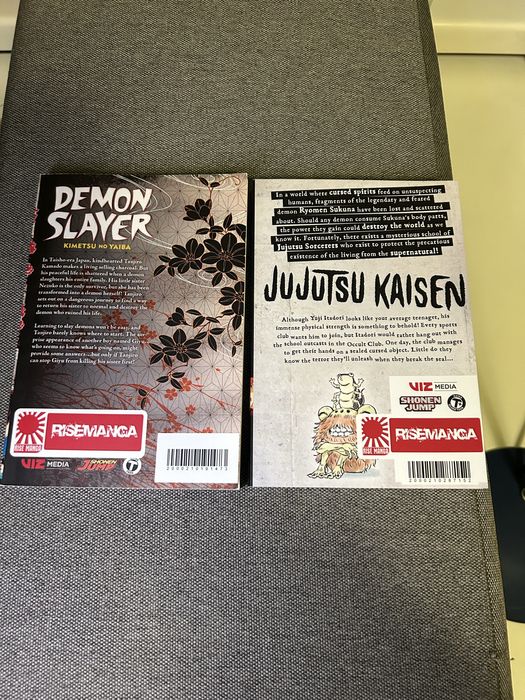 DEMON
SLAYER
KIMETSU NO YAIBA
In Taisho-era Japan, kindhearted Tanjiro
Kamado makes a living selling charcoal. But
his peaceful life is shattered when a demon
slaughters his entire family. His little sister
Nezuko is the only survivor, but she has been
transformed into a demon herself! Tanjiro
sets out on a dangerous journey to find a way
to return his sister to normal and destroy the
demon who ruined his life.
Learning to slay demons won't be easy, and
Tanjiro barely knows where to start. The sur-
prise appearance of another boy named Giyu,
who seems to know what's going on, might
provide some answers...but only if Tanjiro
can stop Giyu from killing his sister first!
RISE MANGA
RISEMANGA
VIZ MEDIA
SHONEN
JUMP
T
2000210191473
In a world where cursed spirits feed on unsuspecting
humans, fragments of the legendary and feared
demon Ryomen Sukuna have been lost and scattered
about. Should any demon consume Sukuna's body parts,
the power they gain could destroy the world as we
know it. Fortunately, there exists a mysterious school of
Jujutsu Sorcerers who exist to protect the precarious
existence of the living from the supernatural!
JUJUTSU KAISEN
Although Yuji Itadori looks like your average teenager, his
immense physical strength is something to behold! Every sports
club wants him to join, but Itadori would rather hang out with
the school outcasts in the Occult Club. One day, the club manages
to get their hands on a sealed cursed object. Little do they
know the terror they'll unleash when they break the seal...
VIZ MEDIA
SHONEN
JUMP
T+
RISE MANGA
RISEMANGA
2000210287152